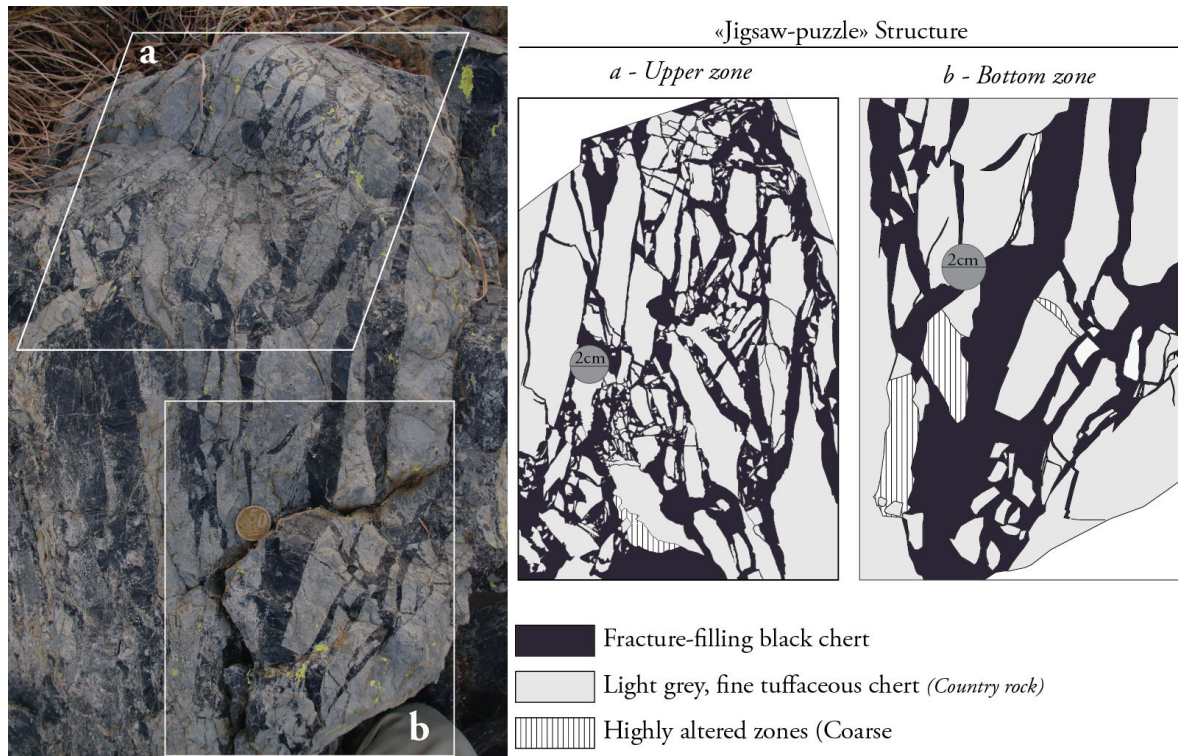 a
b
«Jigsaw-puzzle» Structure
a - Upper zone
b - Bottom zone
2cm
2cm
Fracture-filling black chert
Light grey, fine tuffaceous chert (Country rock)
Highly altered zones (Coarse